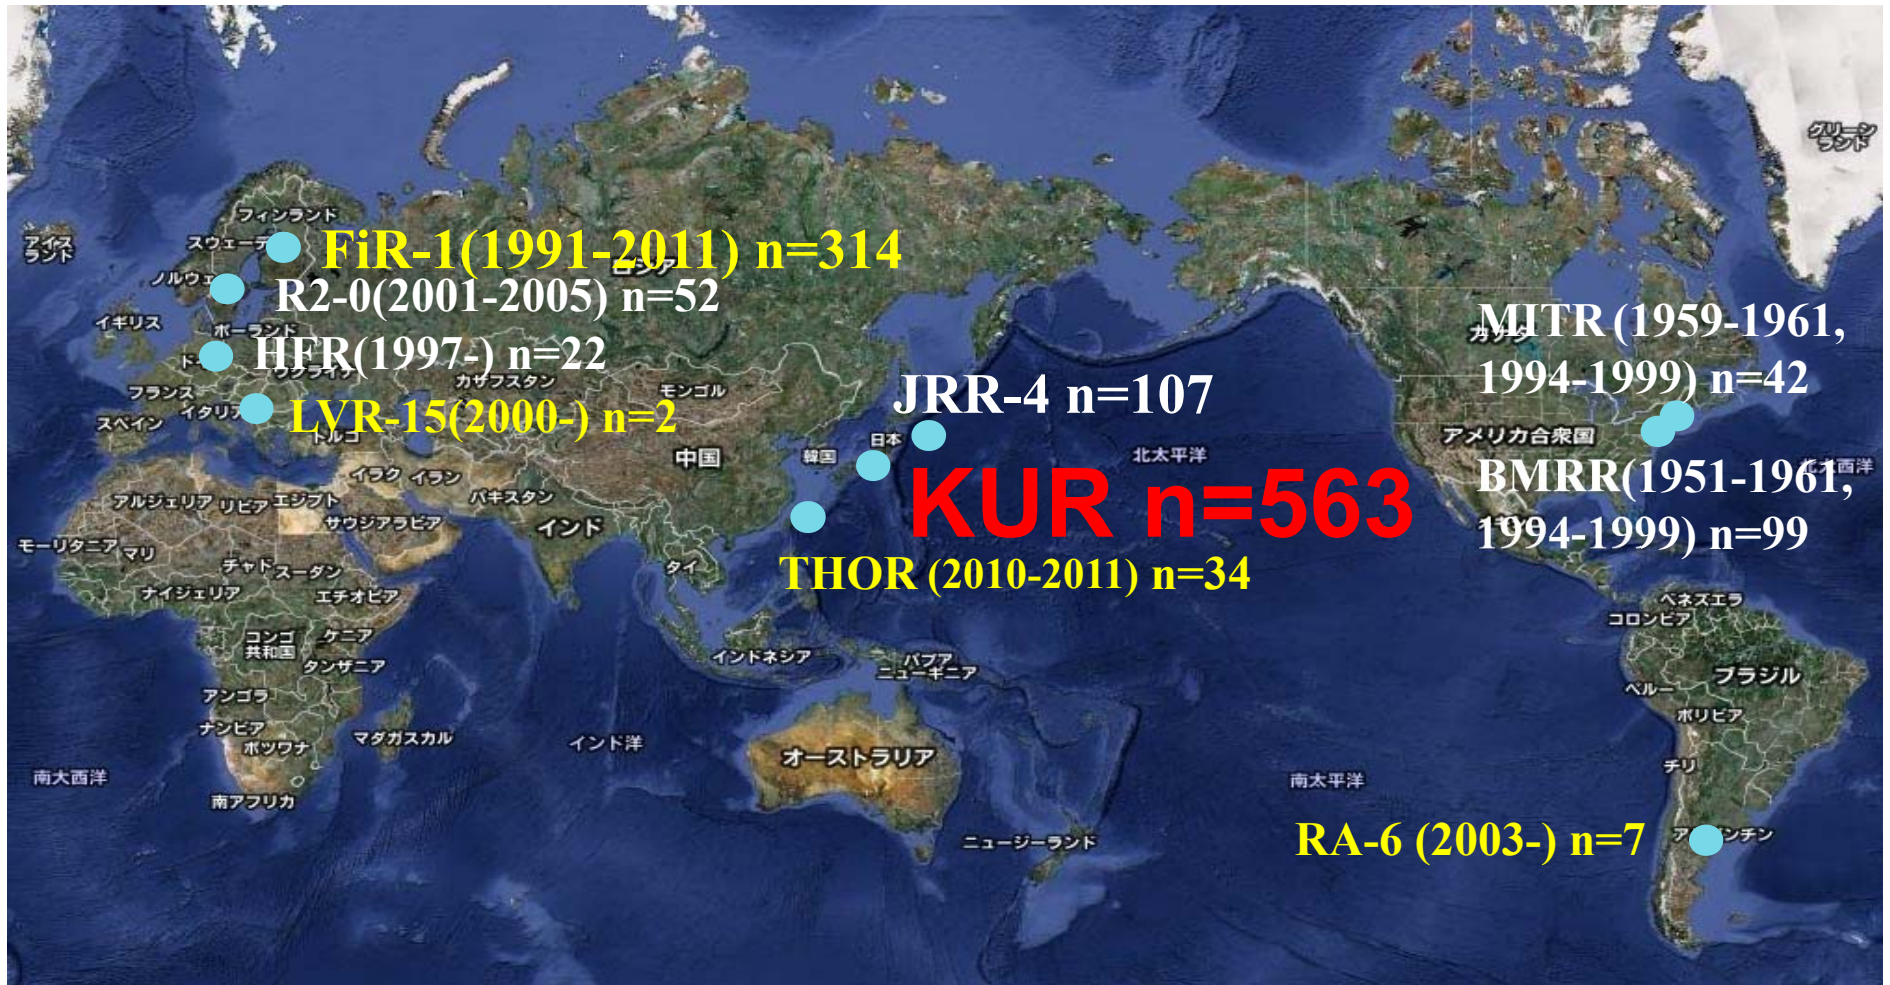 グリーン
ランド
フィンランド
アイス
ランド
スウェーデ
FiR-1(1991-2011) n=314
ロシア
ノルウェ
R2-0(2001-2005) n=52
イギリス
ポーランド
MITR (1959-1961,
カナダ
1994-1999) n=42
ド
HFR(1997-) n=22
ウクライナ
カザフスタン
モンゴル
フランス
イタリア
スペイン
LVR-15(2000-) n=2
トルコ
JRR-4 n=107
日本
韓国
中国
北太平洋
アメリカ合衆国
北大西洋
イラク
イラン
パキスタン
アルジェリア
リビア
エジプト
サウジアラビア
インド
KUR n=563
BMRR(1951-1961,
1994-1999) n=99
モーリタニア
マリ
チャド
スーダン
タイ
THOR (2010-2011) n=34
ナイジェリア
エチオピア
ベネズエラ
コロンビア
コンゴ
共和国
ケニア
タンザニア
インドネシア
パプア
ニューギニア
ブラジル
ペルー
アンゴラ
ナンビア
ボツワナ
マダガスカル
インド洋
ボリビア
オーストラリア
チリ
南大西洋
南アフリカ
南太平洋
ニュージーランド
RA-6 (2003-) n=7
ア
ンチン